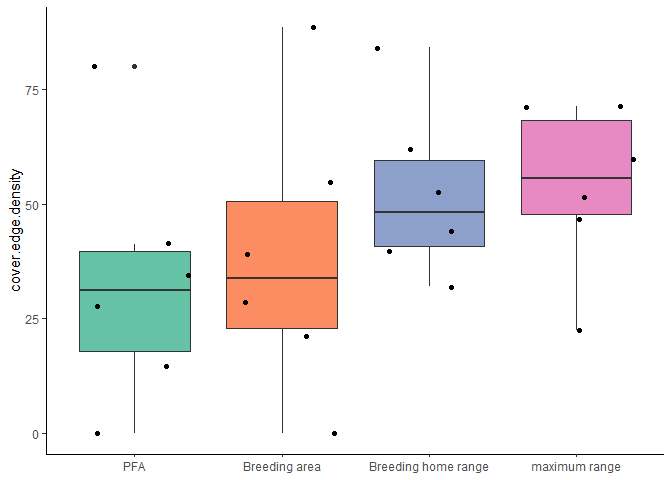 cover.edge.density
75
50
25
0
PFA
Breeding area
Breeding home range
maximum range